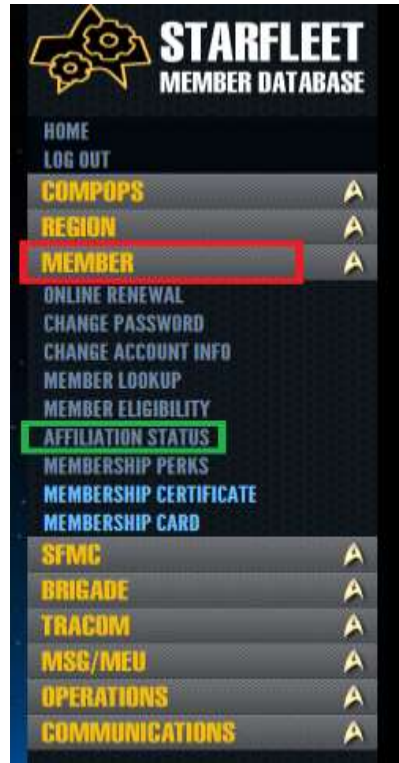 STARFLEET
MEMBER DATABASE
HOME
LOG OUT
COMPOPS
REGION
MEMBER
ONLINE RENEWAL
CHANGE PASSWORD
CHANGE ACCOUNT INFO
MEMBER LOOKUP
MEMBER ELIGIBILITY
AFFILIATION STATUS
MEMBERSHIP PERKS
MEMBERSHIP CERTIFICATE
MEMBERSHIP CARD
SFMC
BRIGADE
TRACOM
MSG/MEU
OPERATIONS
COMMUNICATIONS